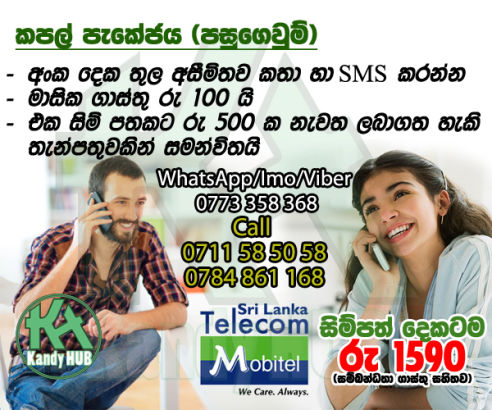 කපල් පැකේජය (පසුගෙවුම්)
- අංක දෙක තුල අසීමිතව කතා හා SMS කරන්න
- මාසික ගාස්තු රු 100 යි
- එක සිම් පතකට රු 500 ක නැවත ලබාගත හැකි
තැන්පතුවකින් සමන්විතයි
WhatsApp/Imo/Viber
0773 358 368
Call
0711 58 50 58
0784 861 168
Kandy HUB
Sri Lanka
Telecom
Mobitel
We Care. Always.
සිම්පත් දෙකටම
රු 1590
(සම්බන්ධතා ගාස්තු සහිතව)